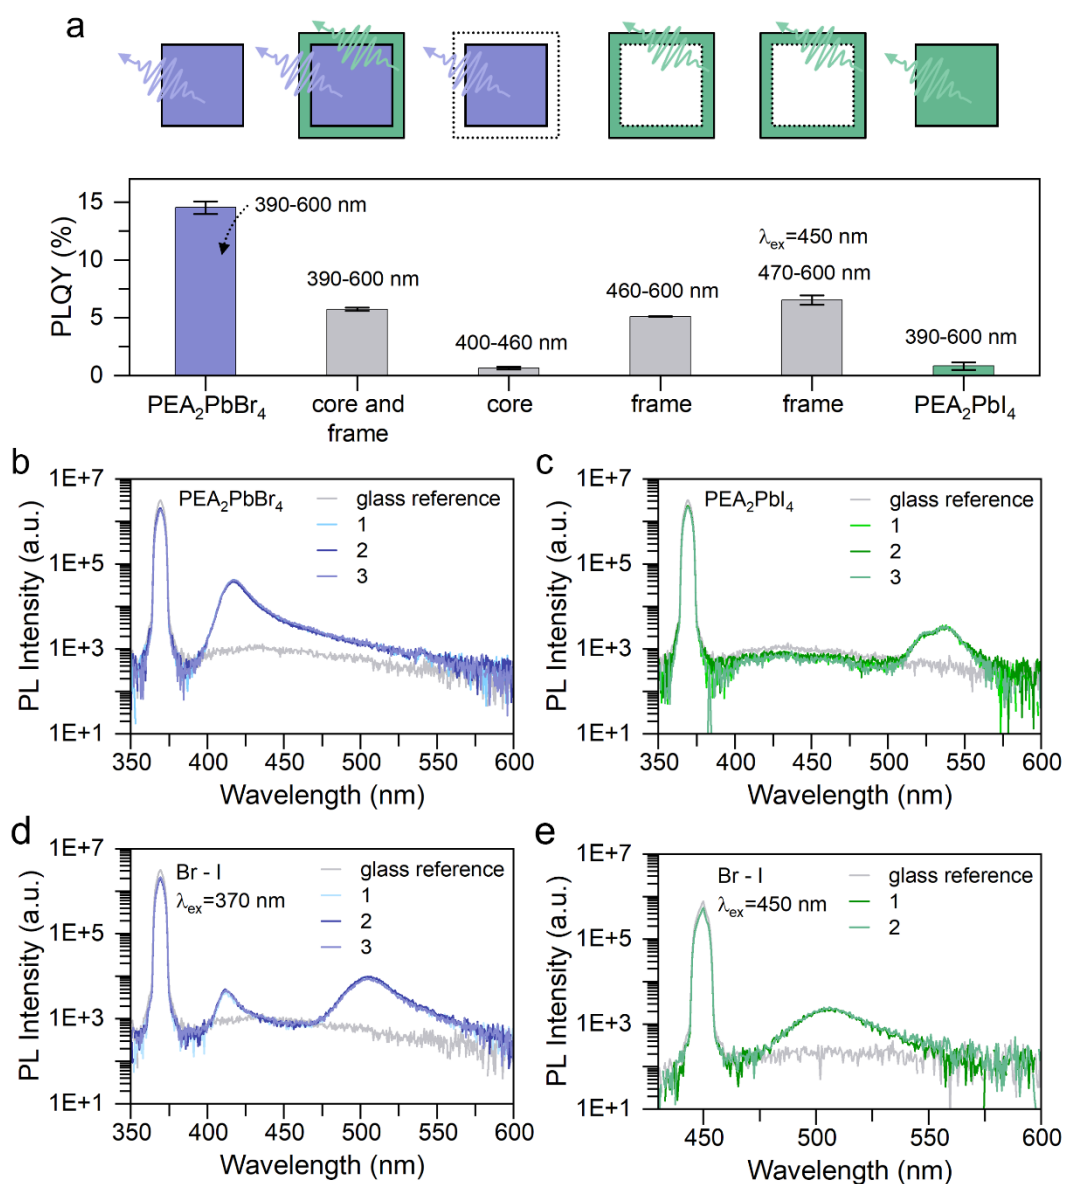 a
PLQY (%)
15
10
5
0
390-600 nm
390-600 nm
400-460 nm
460-600 nm
λex=450 nm
470-600 nm
390-600 nm
PEA2PbBr4
core and
frame
core
frame
frame
PEA2PbI4
b
PL Intensity (a.u.)
1E+7
1E+5
1E+3
1E+1
PEA2PbBr4
glass reference
1
2
3
350 400 450 500 550 600
Wavelength (nm)
c
PL Intensity (a.u.)
1E+7
1E+5
1E+3
1E+1
PEA2PbI4
glass reference
1
2
3
350 400 450 500 550 600
Wavelength (nm)
d
PL Intensity (a.u.)
1E+7
1E+5
1E+3
1E+1
Br - I
λex=370 nm
glass reference
1
2
3
350 400 450 500 550 600
Wavelength (nm)
e
PL Intensity (a.u.)
1E+7
1E+5
1E+3
1E+1
Br - I
λex=450 nm
glass reference
1
2
450 500 550 600
Wavelength (nm)